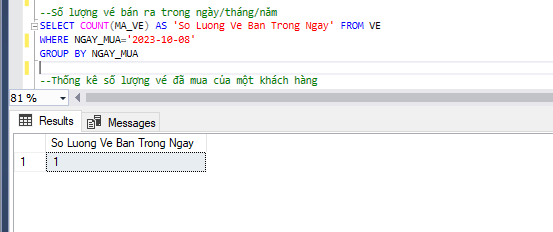 --Số lượng vé bán ra trong ngày/tháng/năm
SELECT COUNT(MA_VE) AS 'So Luong Ve Ban Trong Ngay' FROM VE
WHERE NGAY_MUA='2023-10-08'
GROUP BY NGAY_MUA
--Thống kê số lượng vé đã mua của một khách hàng
81 %
Results Messages
So Luong Ve Ban Trong Ngay
1 1